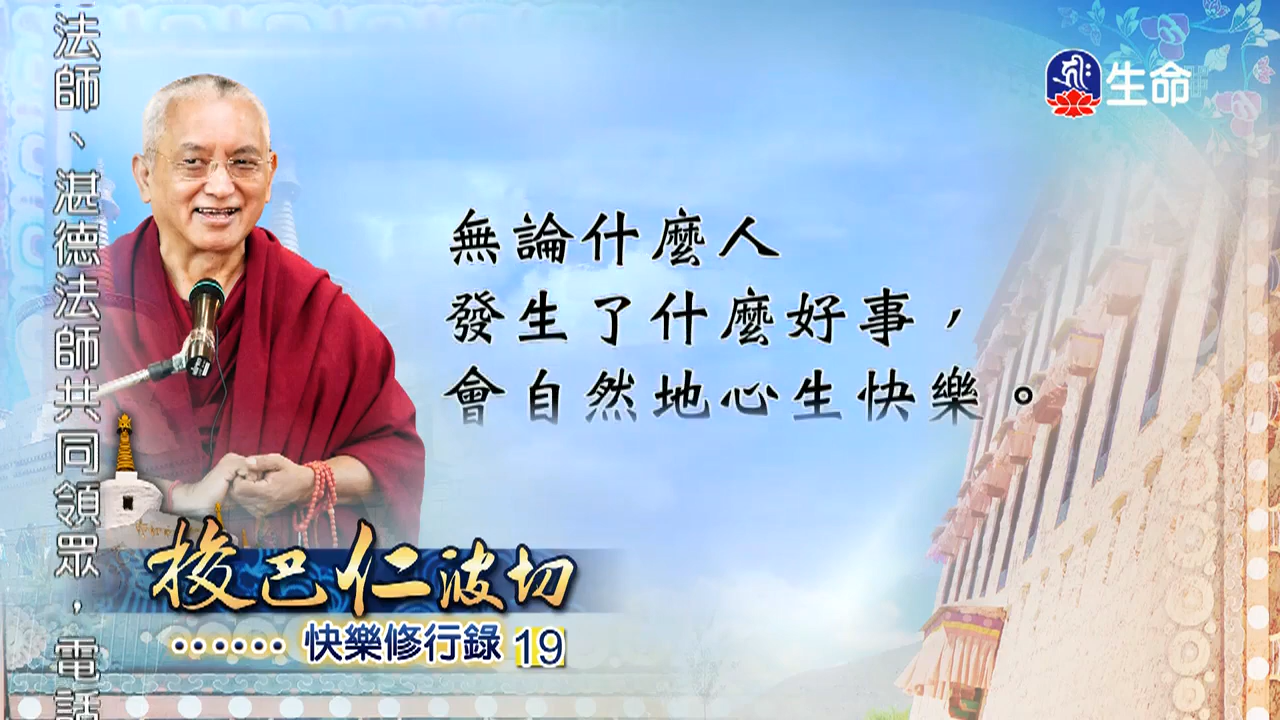 法師、湛德法師共同領眾，電話
生命
無論什麼人
發生了什麼好事，
會自然地心生快樂。
梭巴仁波切
……快樂修行錄 19